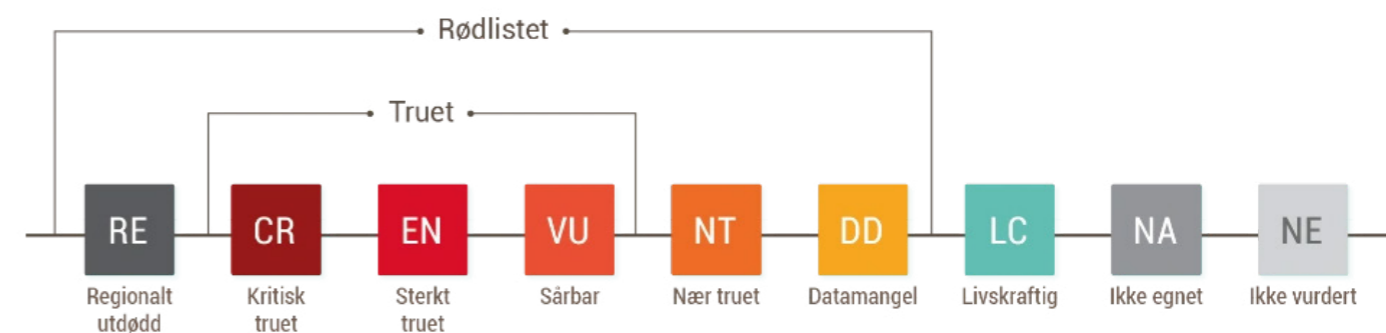 Rødlistet
Truet
RE
CR
EN
VU
NT
DD
LC
NA
NE
Regionalt
utdødd
Kritisk
truet
Sterkt
truet
Sårbar
Nær truet
Datamangel
Livskraftig
Ikke egnet
Ikke vurdert